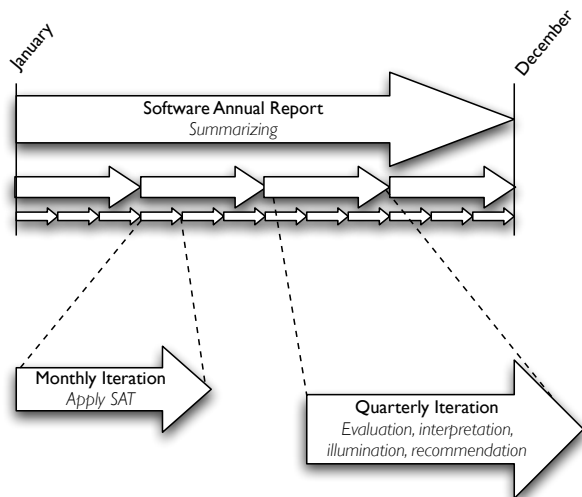 January
December
Software Annual Report
Summarizing
Monthly Iteration
Apply SAT
Quarterly Iteration
Evaluation, interpretation,
illumination, recommendation